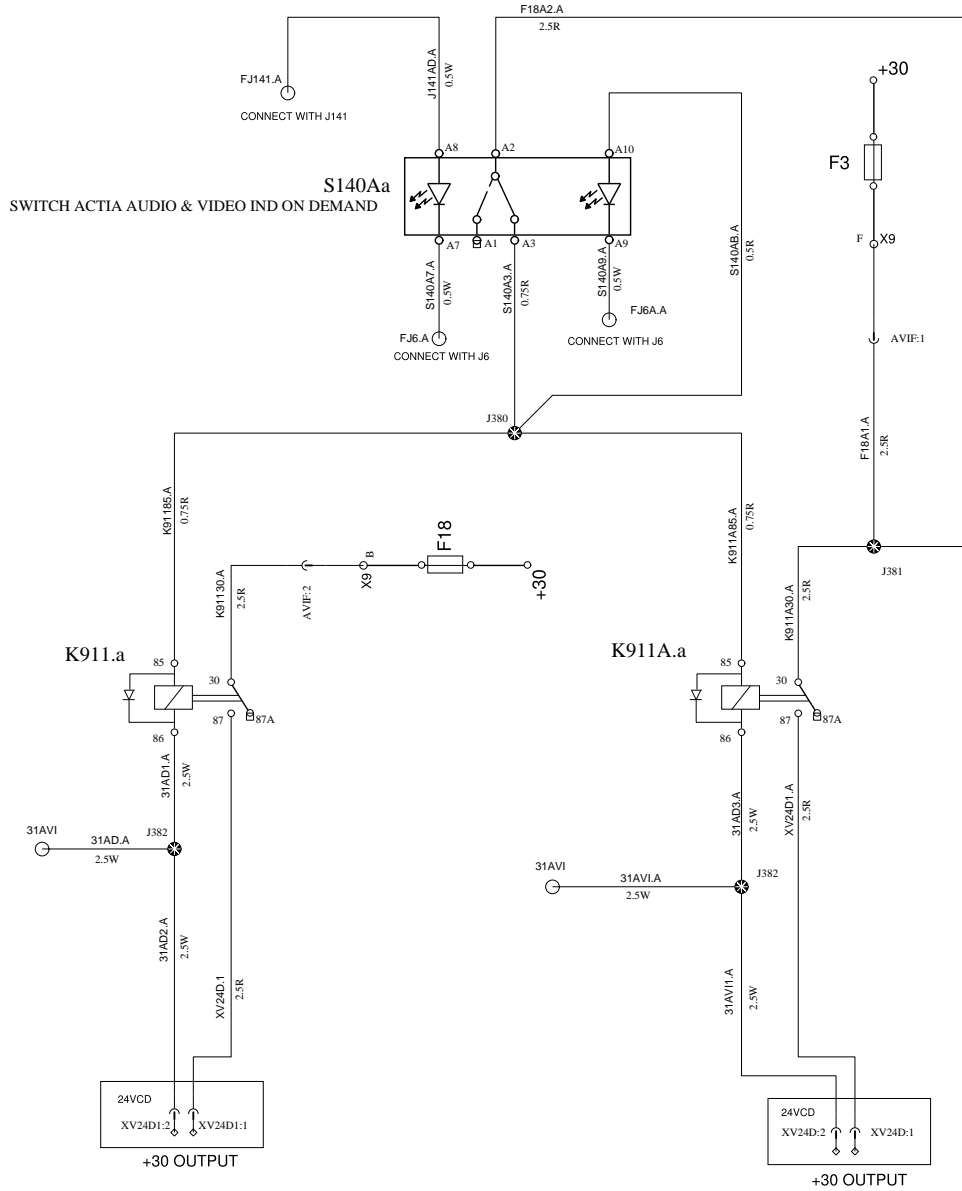 F18A2.A
2.5R
FJ141.A
CONNECT WITH J141
J141AD.A
0.5W
+30
F3
F
X9
AVIF:1
F18A1.A
2.5R
A8
A2
A10
S140Aa
SWITCH ACTIA AUDIO & VIDEO IND ON DEMAND
A7
A1
A3
A9
S140A7.A
0.5W
S140A3.A
0.75R
S140A9.A
0.5W
S140AB.A
0.5R
FJ6.A
CONNECT WITH J6
FJ6A.A
CONNECT WITH J6
J380
K91185.A
0.75R
K911A85.A
0.75R
K91130.A
2.5R
AVIF:2
X9
B
F18
+30
J381
K911A30.A
2.5R
K911.a
85
30
86
87
87A
K911A.a
85
30
86
87
87A
31AD1.A
2.5W
31AVI
31AD.A
2.5W
J382
31AD2.A
2.5W
XV24D.1
2.5R
31AD3.A
2.5W
XV24D1.A
2.5R
31AVI
31AVI.A
2.5W
J382
31AVI1.A
2.5W
24VCD
XV24D1:2
XV24D1:1
+30 OUTPUT
24VCD
XV24D:2
XV24D:1
+30 OUTPUT